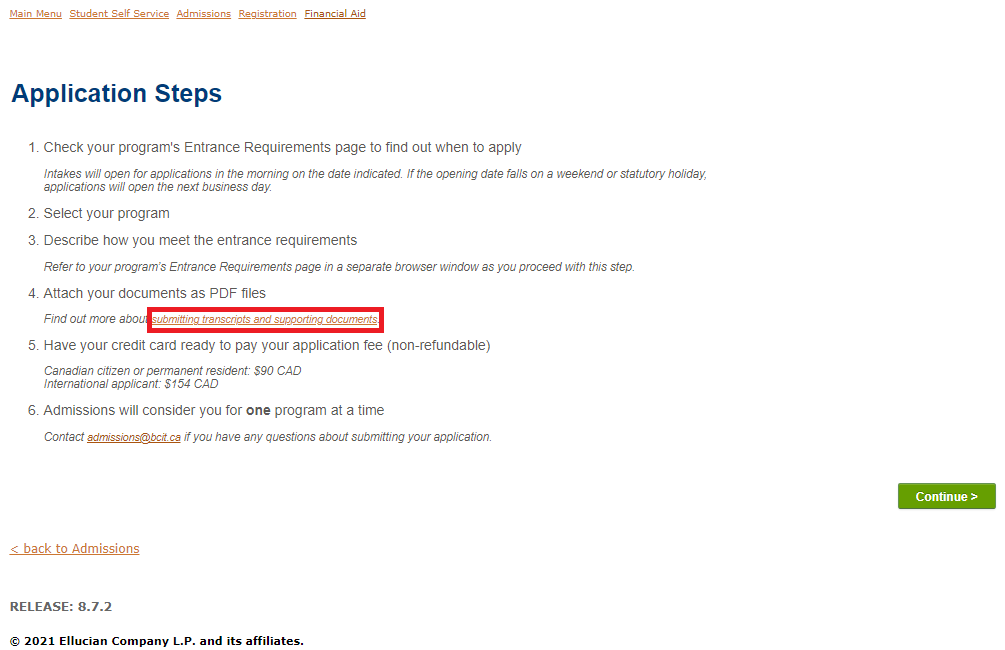 Main Menu Student Self Service Admissions Registration Financial Aid
Application Steps
1. Check your program's Entrance Requirements page to find out when to apply
Intakes will open for applications in the morning on the date indicated. If the opening date falls on a weekend or statutory holiday,
applications will open the next business day.
2. Select your program
3. Describe how you meet the entrance requirements
Refer to your program's Entrance Requirements page in a separate browser window as you proceed with this step.
4. Attach your documents as PDF files
Find out more about submitting transcripts and supporting documents.
5. Have your credit card ready to pay your application fee (non-refundable)
Canadian citizen or permanent resident: $90 CAD
International applicant: $154 CAD
6. Admissions will consider you for one program at a time
Contact admissions@bcit.ca if you have any questions about submitting your application.
Continue >
< back to Admissions
RELEASE: 8.7.2
© 2021 Ellucian Company L.P. and its affiliates.